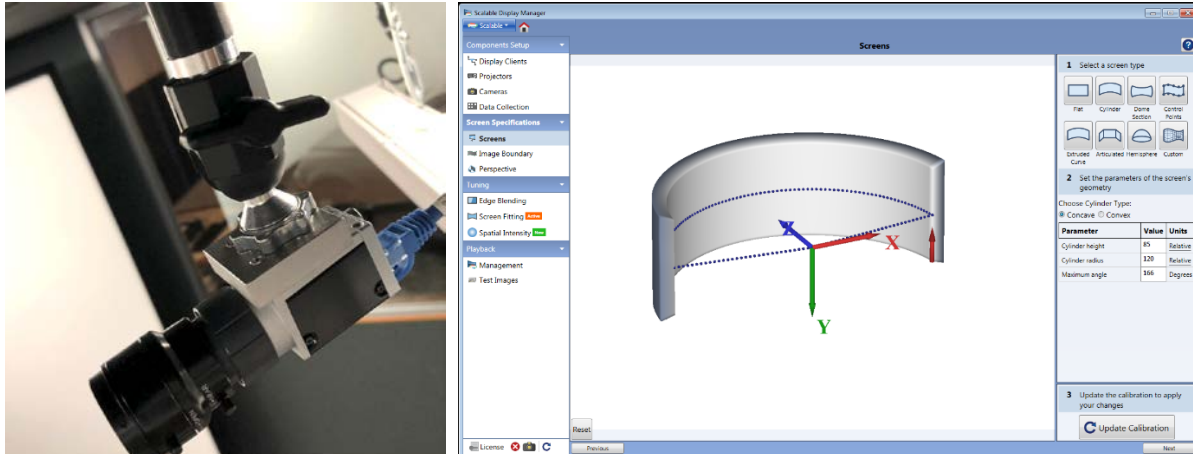 Scalable Display Manager
Scalable
Components Setup
Display Clients
Projectors
Cameras
Data Collection
Screen Specifications
Screens
Image Boundary
Perspective
Tuning
Edge Blending
Screen Fitting Active
Spatial Intensity New
Playback
Management
Test Images
License
Screens
X
Y
Reset
Previous
Next
?
1 Select a screen type
Flat Cylinder Dome Section Control Points
Extruded Curve Articulated Hemisphere Custom
2 Set the parameters of the screen's
geometry
Choose Cylinder Type:
Concave Convex
Parameter Value Units
Cylinder height 85 Relative
Cylinder radius 120 Relative
Maximum angle 166 Degrees
3 Update the calibration to apply
your changes
Update Calibration